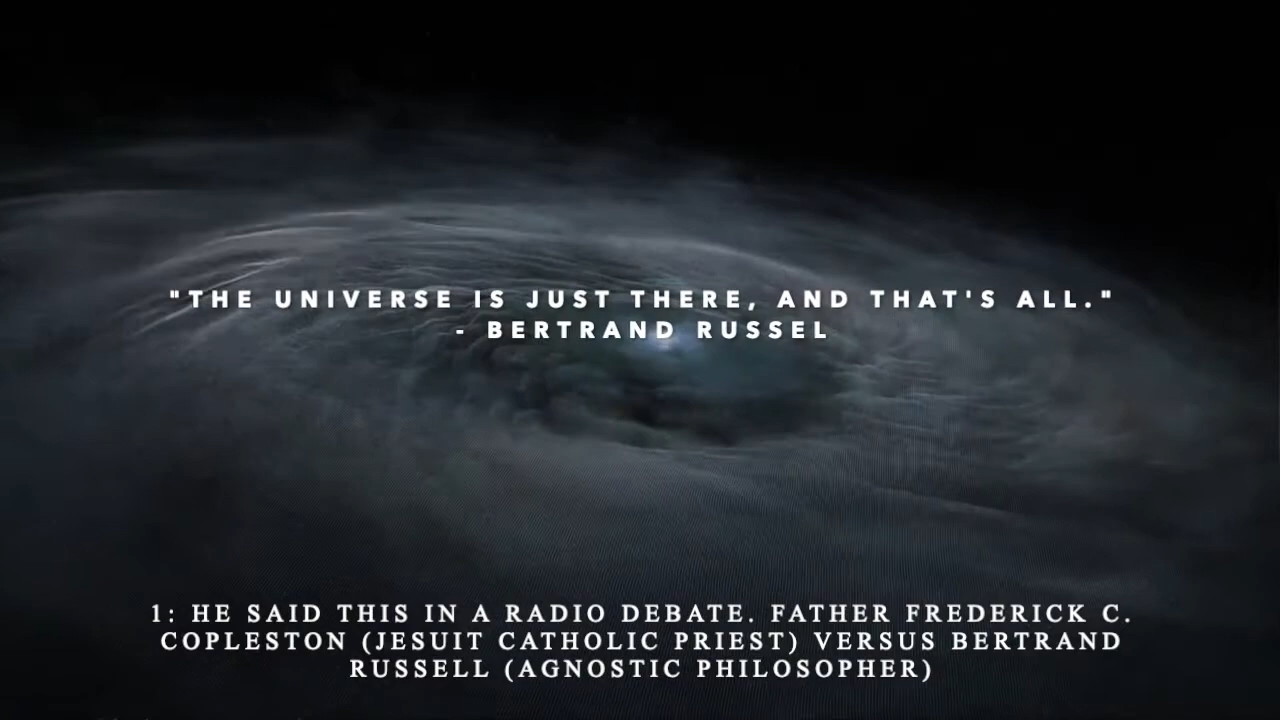 "THE UNIVERSE IS JUST THERE, AND THAT'S ALL."
- BERTRAND RUSSEL
1: HE SAID THIS IN A RADIO DEBATE. FATHER FREDERICK C.
COPLESTON (JESUIT CATHOLIC PRIEST) VERSUS BERTRAND
RUSSELL (AGNOSTIC PHILOSOPHER)